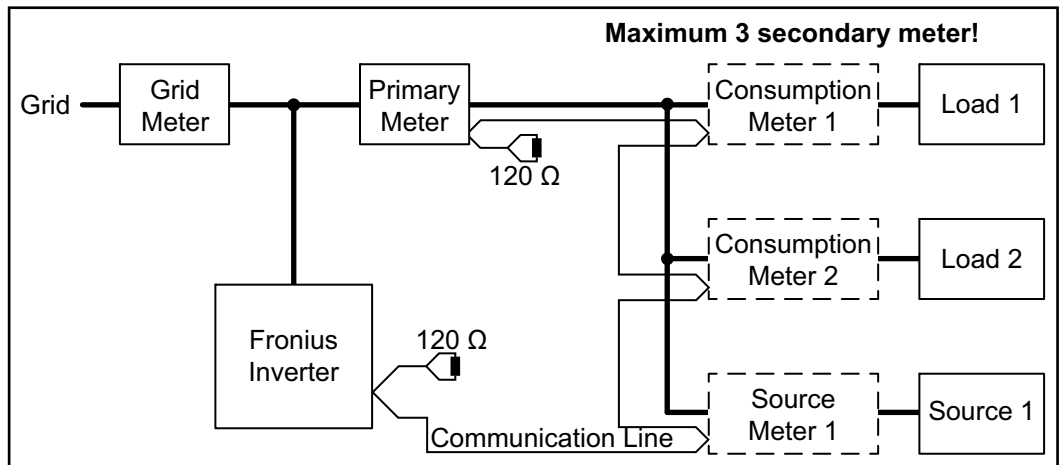 Maximum 3 secondary meter!
Grid
Grid
Meter
Primary
Meter
Consumption
Meter 1
Load 1
120 Ω
Consumption
Meter 2
Load 2
Fronius
Inverter
120 Ω
Source
Meter 1
Source 1
Communication Line